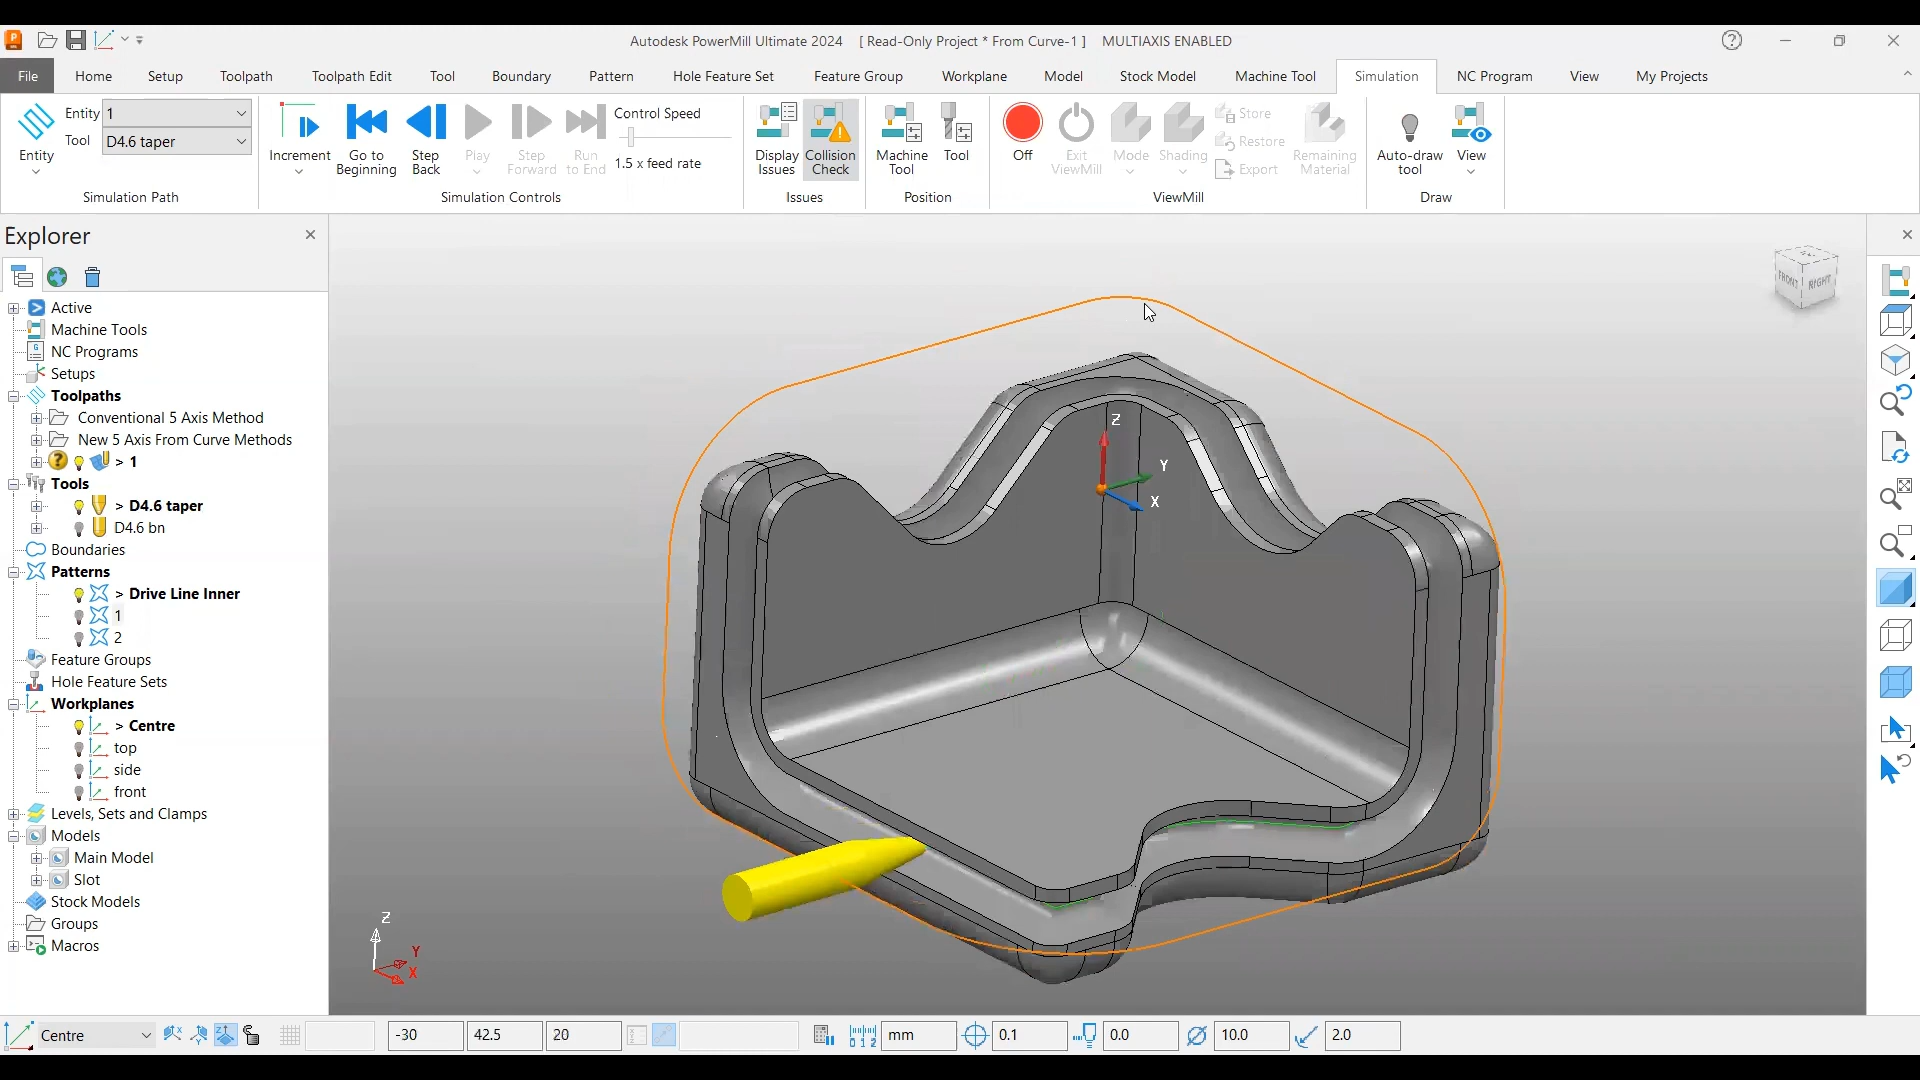 Autodesk PowerMill Ultimate 2024 [ Read-Only Project * From Curve-1 ] MULTIAXIS ENABLED
File Home Setup Toolpath Toolpath Edit Tool Boundary Pattern Hole Feature Set Feature Group Workplane Model Stock Model Machine Tool Simulation NC Program View My Projects
Entity 1
Tool D4.6 taper
Entity
Simulation Path
Increment
Go to Beginning
Step Back
Play
Step Forward
Run to End
Control Speed
1.5 x feed rate
Simulation Controls
Display Issues
Collision Check
Issues
Machine Tool
Tool
Position
Off
Exit ViewMill
Mode
Shading
Store
Restore
Export
Remaining Material
ViewMill
Auto-draw tool
View
Draw
Explorer
Active
Machine Tools
NC Programs
Setups
Toolpaths
Conventional 5 Axis Method
New 5 Axis From Curve Methods
> 1
Tools
> D4.6 taper
D4.6 bn
Boundaries
Patterns
> Drive Line Inner
1
2
Feature Groups
Hole Feature Sets
Workplanes
> Centre
top
side
front
Levels, Sets and Clamps
Models
Main Model
Slot
Stock Models
Groups
Macros
Z
Y
X
FRONT
RIGHT
Z
Y
X
Centre -30 42.5 20 mm 0.1 0.0 10.0 2.0